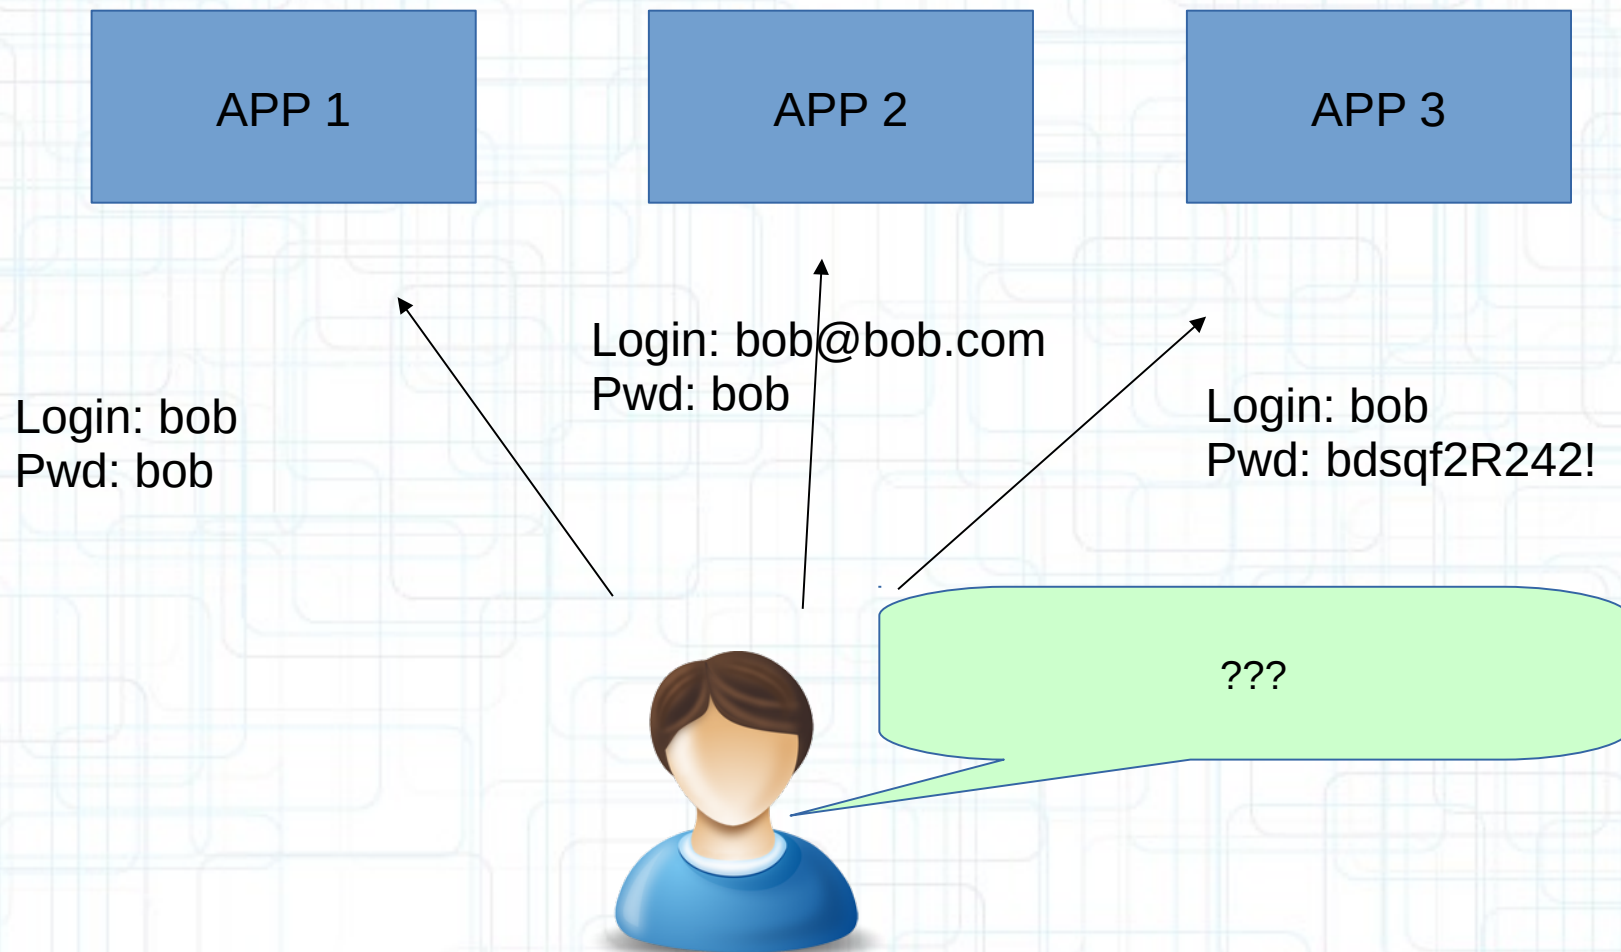 APP 1
APP 2
APP 3
Login: bob@bob.com
Pwd: bob
Login: bob
Pwd: bob
Login: bob
Pwd: bdsqf2R242!
???